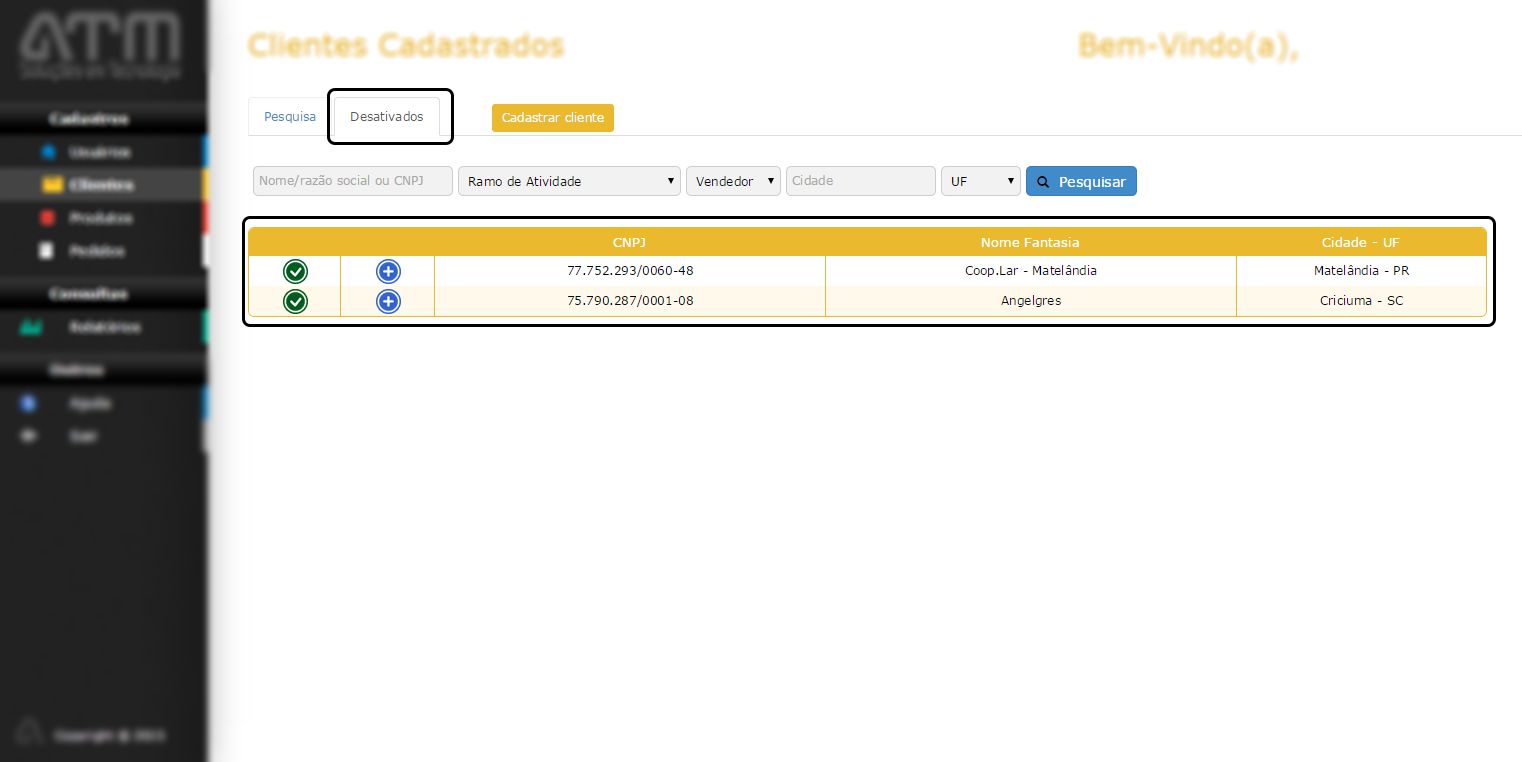 ATM
Soluções em Tecnologia
Cadastros
Usuários
Clientes
Produtos
Pedidos
Consultas
Relatórios
Outros
Ajuda
Sair
Clientes Cadastrados
Bem-Vindo(a),
Pesquisa
Desativados
Cadastrar cliente
Nome/razão social ou CNPJ
Ramo de Atividade
Vendedor
Cidade
UF
Pesquisar
CNPJ Nome Fantasia Cidade - UF
77.752.293/0060-48 Coop.Lar - Matelândia Matelândia - PR
75.790.287/0001-08 Angelgres Criciuma - SC